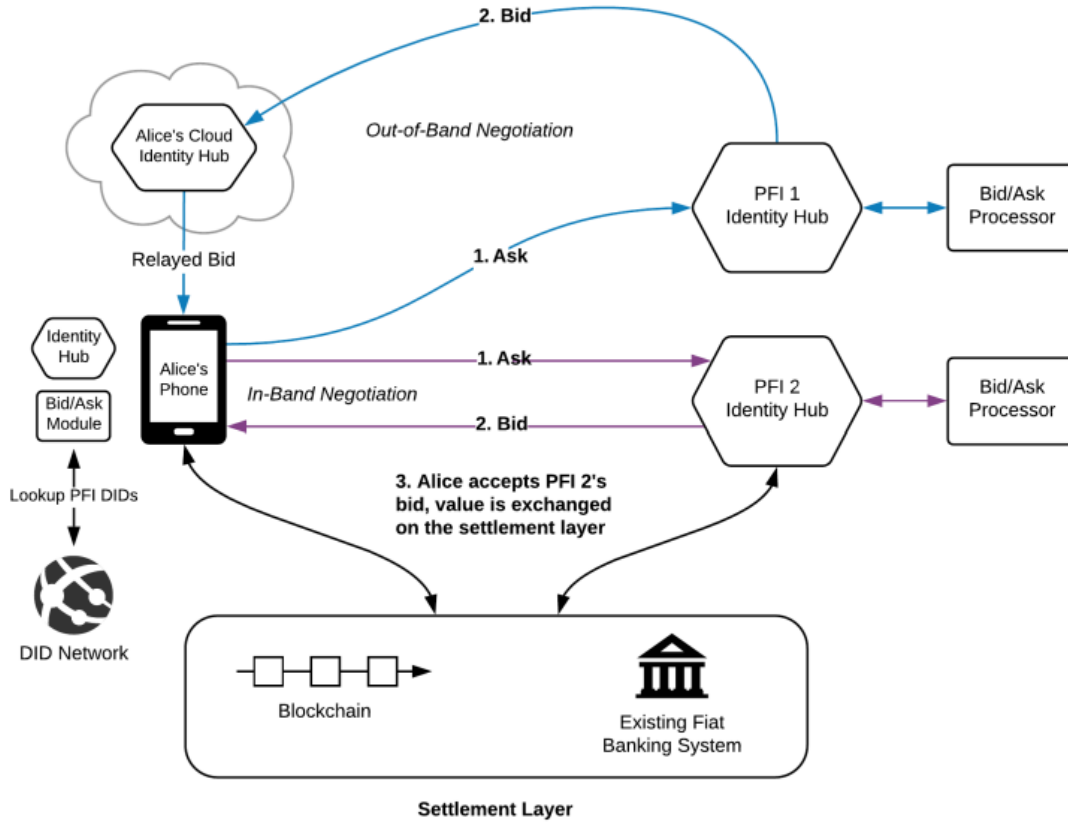 2. Bid
Alice's Cloud
Identity Hub
Out-of-Band Negotiation
PFI 1
Identity Hub
Bid/Ask
Processor
Relayed Bid
1. Ask
Identity
Hub
Alice's
Phone
1. Ask
PFI 2
Identity Hub
Bid/Ask
Processor
Bid/Ask
Module
In-Band Negotiation
2. Bid
Lookup PFI DIDs
3. Alice accepts PFI 2's
bid, value is exchanged
on the settlement layer
DID Network
Blockchain
Existing Fiat
Banking System
Settlement Layer